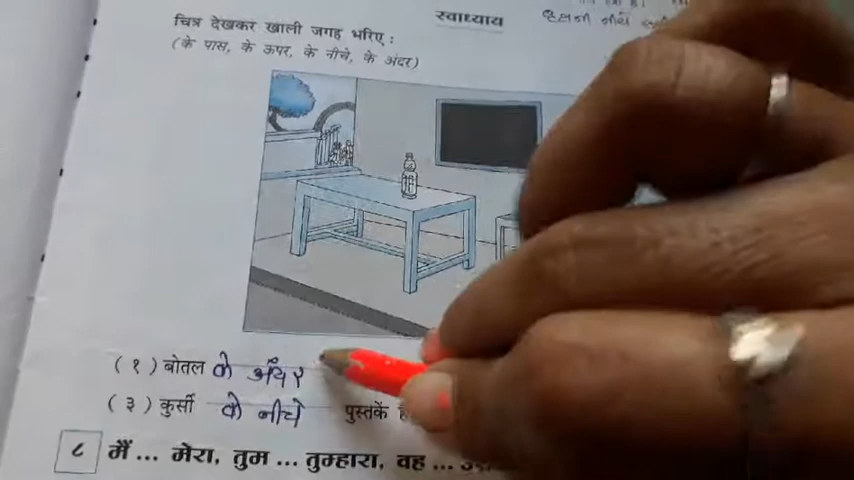 स्वाध्याय
चित्र देखकर खाली जगह भरिए :
(के पास, के ऊपर, के नीचे, के अंदर)
(१) बोतल के अंदर
(३) कुर्सी के नीचे पुस्तकें
८ मैं ... मेरा, तुम ... तुम्हारा, वह ...